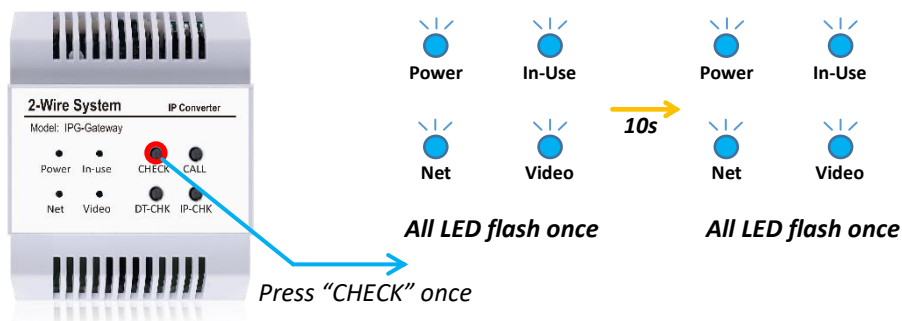 2-Wire System IP Converter
Model: IPG-Gateway
Power In-use CHECK CALL
Net Video DT-CHK IP-CHK
Press “CHECK” once
Power In-Use
Net Video
All LED flash once
10s
Power In-Use
Net Video
All LED flash once